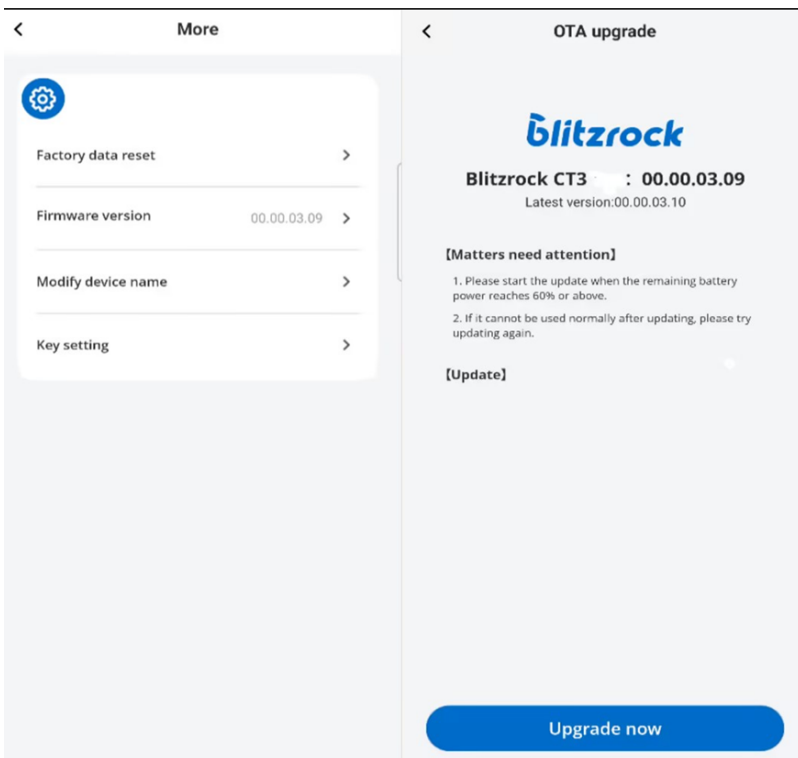 More
Factory data reset
Firmware version 00.00.03.09
Modify device name
Key setting
OTA upgrade
blitzrock
Blitzrock CT3 : 00.00.03.09
Latest version:00.00.03.10
【Matters need attention】
1. Please start the update when the remaining battery
power reaches 60% or above.
2. If it cannot be used normally after updating, please try
updating again.
【Update】
Upgrade now